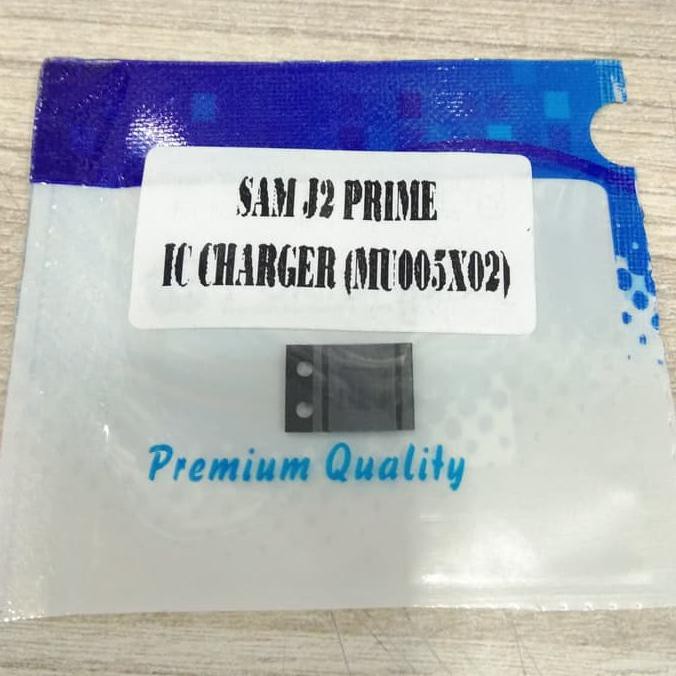 SAM J2 PRIME
IC CHARGER (MU005X02)
Premium Quality